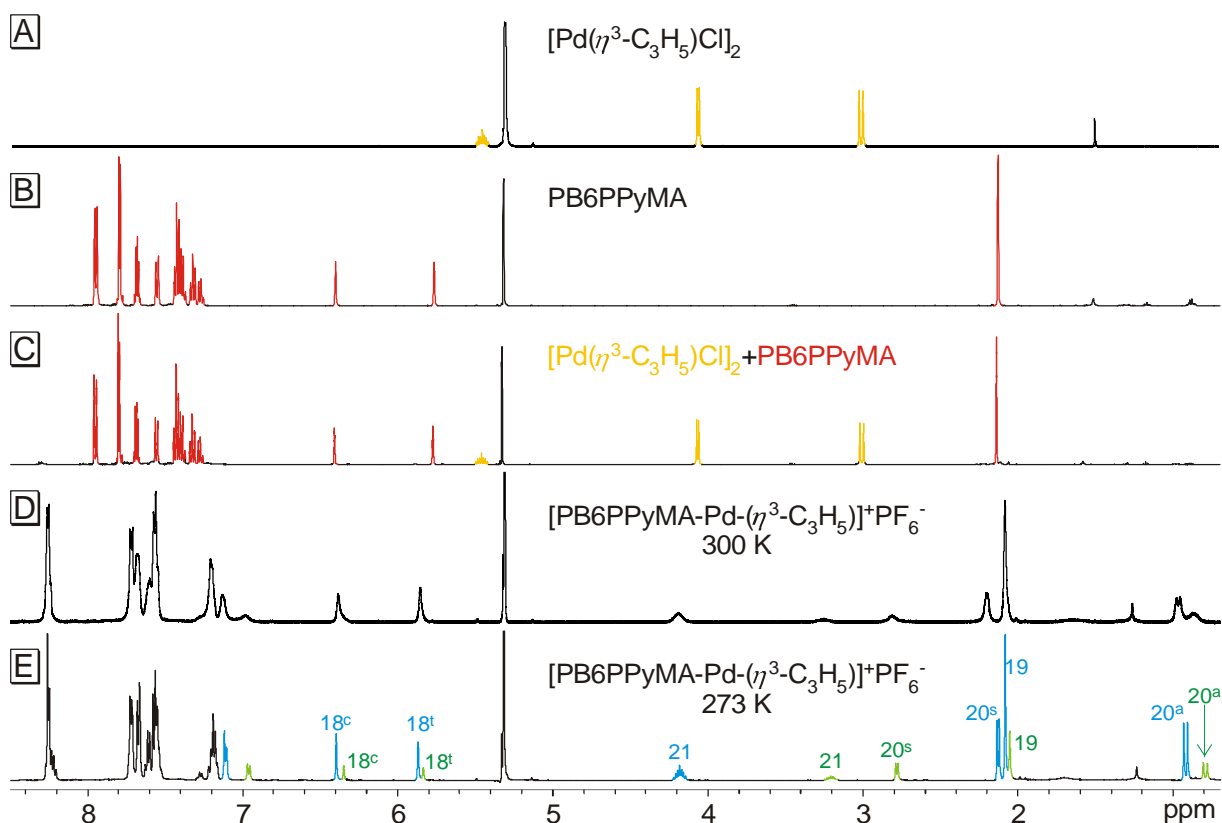 A
[Pd(η³-C₃H₅)Cl]₂
B
PB6PPyMA
C
[Pd(η³-C₃H₅)Cl]₂+PB6PPyMA
D
[PB6PPyMA-Pd-(η³-C₃H₅)]⁺PF₆⁻
300 K
E
[PB6PPyMA-Pd-(η³-C₃H₅)]⁺PF₆⁻
273 K
18ᶜ
18ᶜ
18ᵗ
18ᵗ
21
21
20ˢ
20ˢ
19
19
20ᵃ
20ᵃ
8 7 6 5 4 3 2 ppm